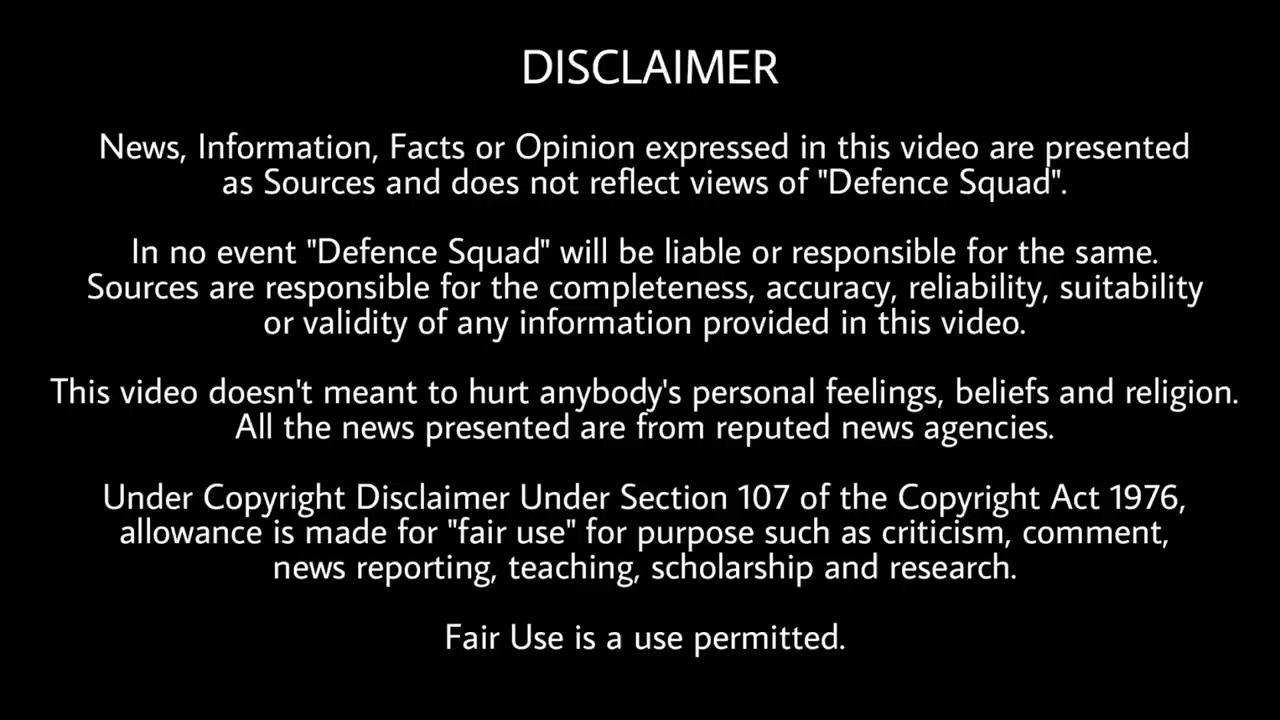 DISCLAIMER
News, Information, Facts or Opinion expressed in this video are presented
as Sources and does not reflect views of "Defence Squad".
In no event "Defence Squad" will be liable or responsible for the same.
Sources are responsible for the completeness, accuracy, reliability, suitability
or validity of any information provided in this video.
This video doesn't meant to hurt anybody's personal feelings, beliefs and religion.
All the news presented are from reputed news agencies.
Under Copyright Disclaimer Under Section 107 of the Copyright Act 1976,
allowance is made for "fair use" for purpose such as criticism, comment,
news reporting, teaching, scholarship and research.
Fair Use is a use permitted.